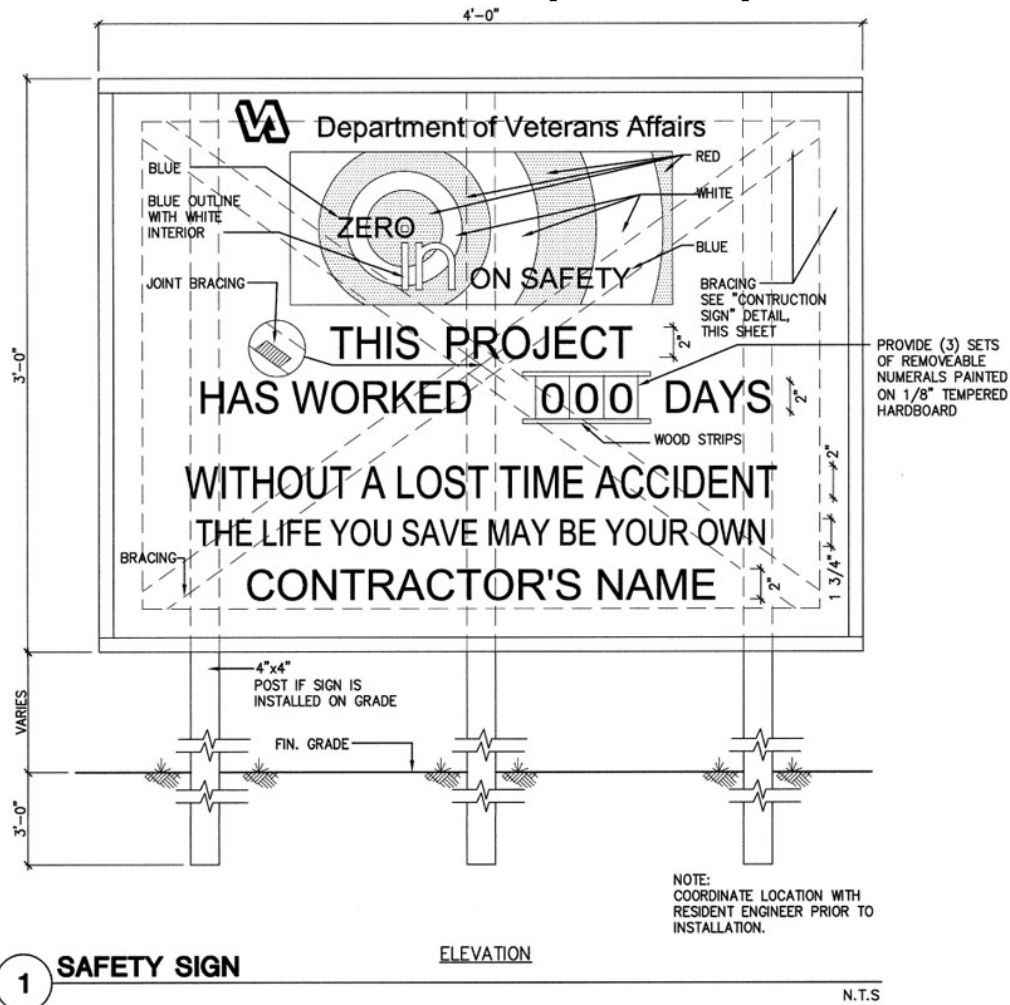 4'-0"
3'-0"
VA Department of Veterans Affairs
BLUE
RED
BLUE OUTLINE
WITH WHITE
INTERIOR
WHITE
ZERO
in
ON SAFETY
BLUE
JOINT BRACING
BRACING
SEE "CONTRUCTION
SIGN" DETAIL,
THIS SHEET
THIS PROJECT
2"
PROVIDE (3) SETS
OF REMOVEABLE
NUMERALS PAINTED
ON 1/8" TEMPERED
HARDBOARD
HAS WORKED 000 DAYS
2"
WOOD STRIPS
WITHOUT A LOST TIME ACCIDENT
2"
THE LIFE YOU SAVE MAY BE YOUR OWN
1 3/4"
BRACING
CONTRACTOR'S NAME
2"
VARIES
4"x4"
POST IF SIGN IS
INSTALLED ON GRADE
FIN. GRADE
3'-0"
NOTE:
COORDINATE LOCATION WITH
RESIDENT ENGINEER PRIOR TO
INSTALLATION.
1 SAFETY SIGN
ELEVATION
N.T.S